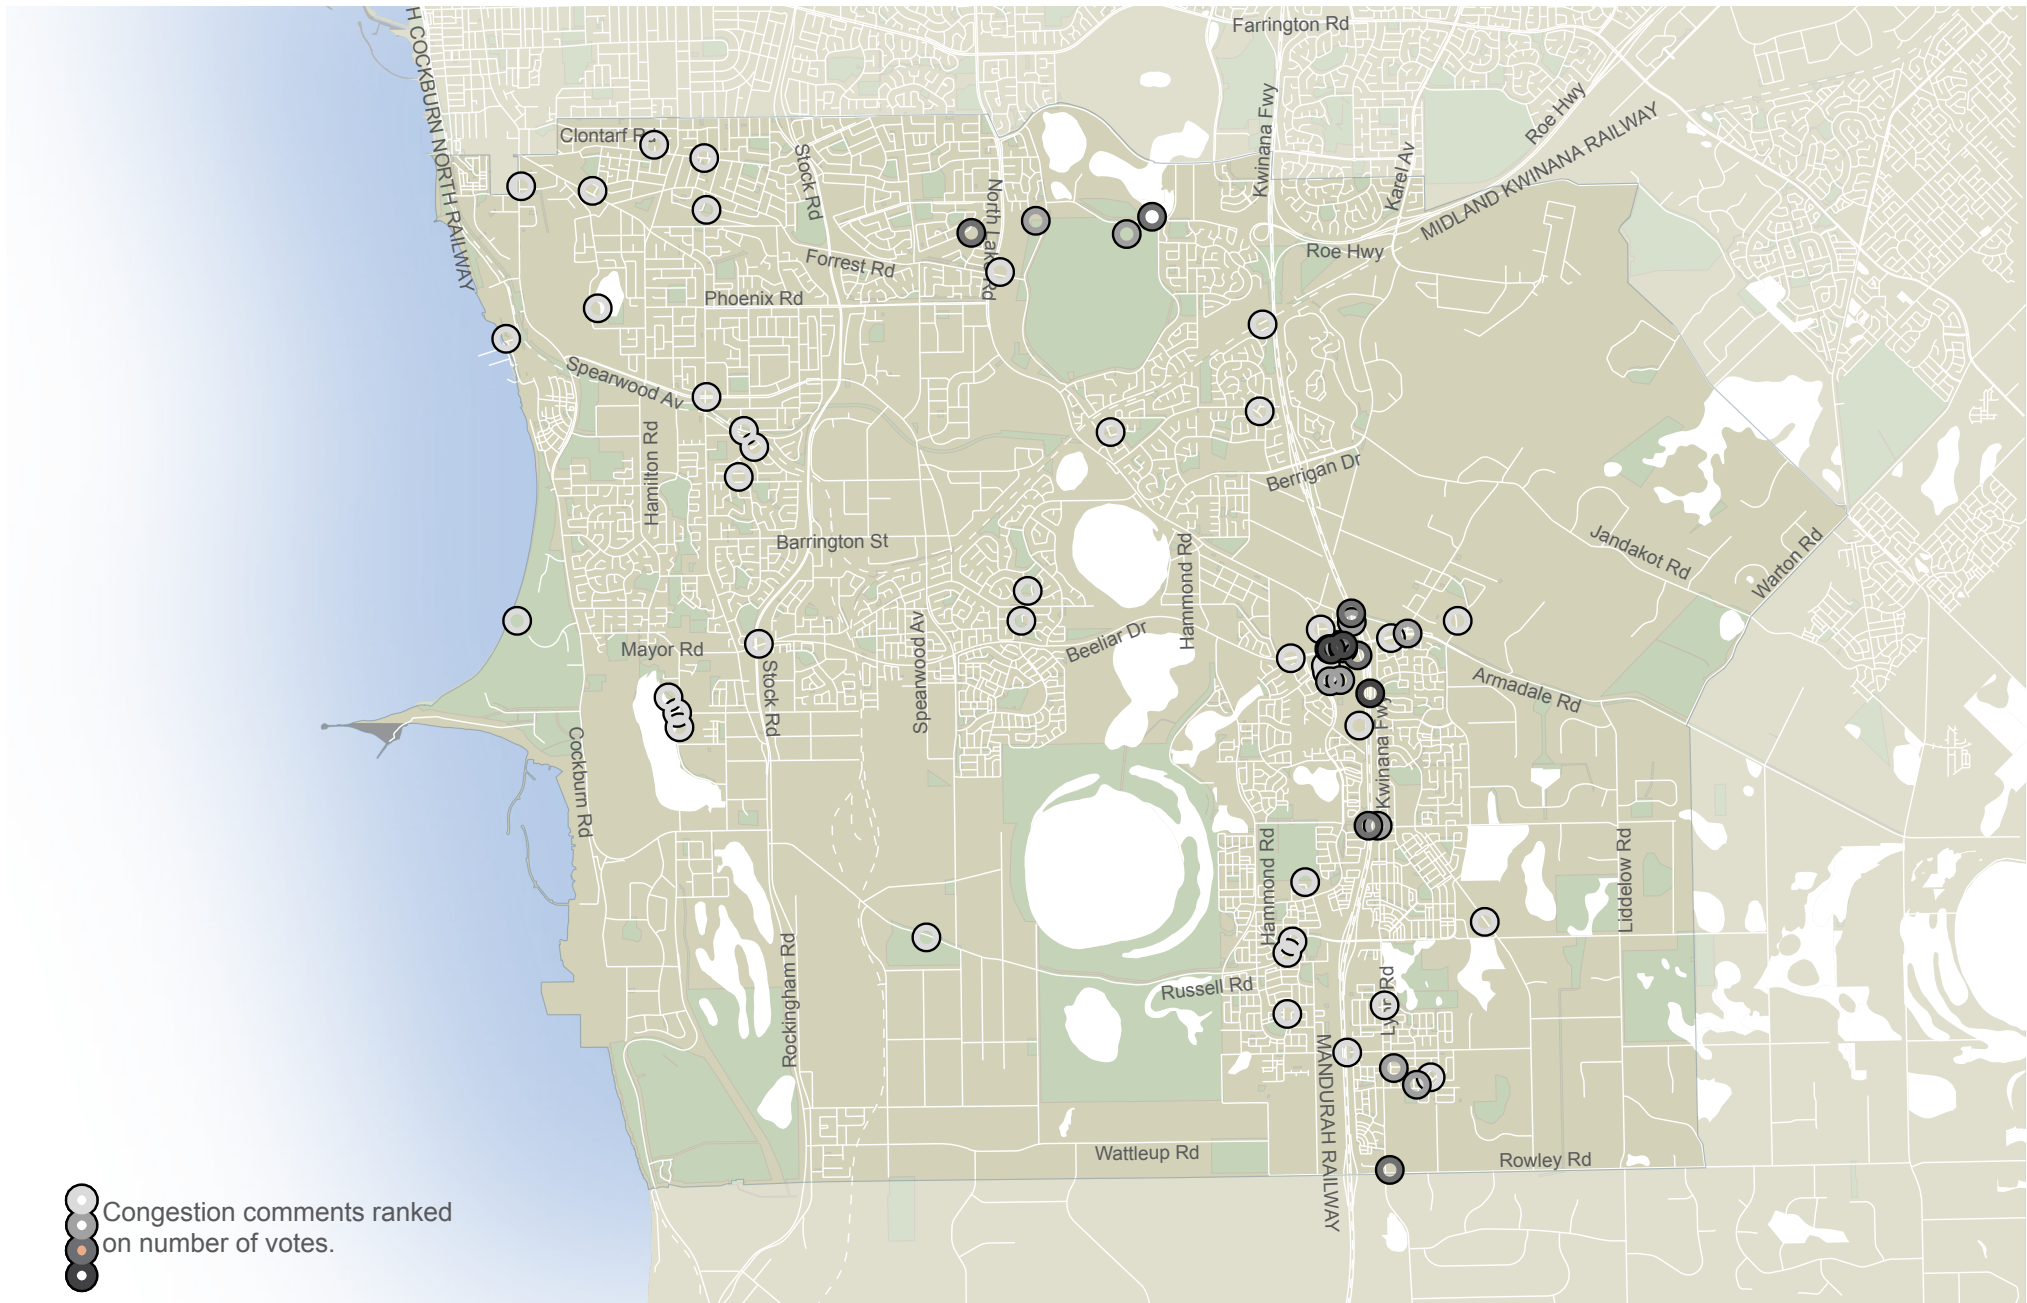 Farrington Rd
H COCKBURN NORTH RAILWAY
Clontarf Rd
Stock Rd
North Lake Rd
Kwinana Fwy
Karel Av
Roe Hwy
MIDLAND KWINANA RAILWAY
Forrest Rd
Roe Hwy
Phoenix Rd
Spearwood Av
Hamilton Rd
Berrigan Dr
Barrington St
Hammond Rd
Jandakot Rd
Warton Rd
Mayor Rd
Spearwood Av
Beeliar Dr
Armadale Rd
Stock Rd
Cockburn Rd
Kwinana Fwy
Hammond Rd
Liddelow Rd
Rockingham Rd
Russell Rd
MANDURAH RAILWAY
Wattleup Rd
Rowley Rd
Congestion comments ranked
on number of votes.